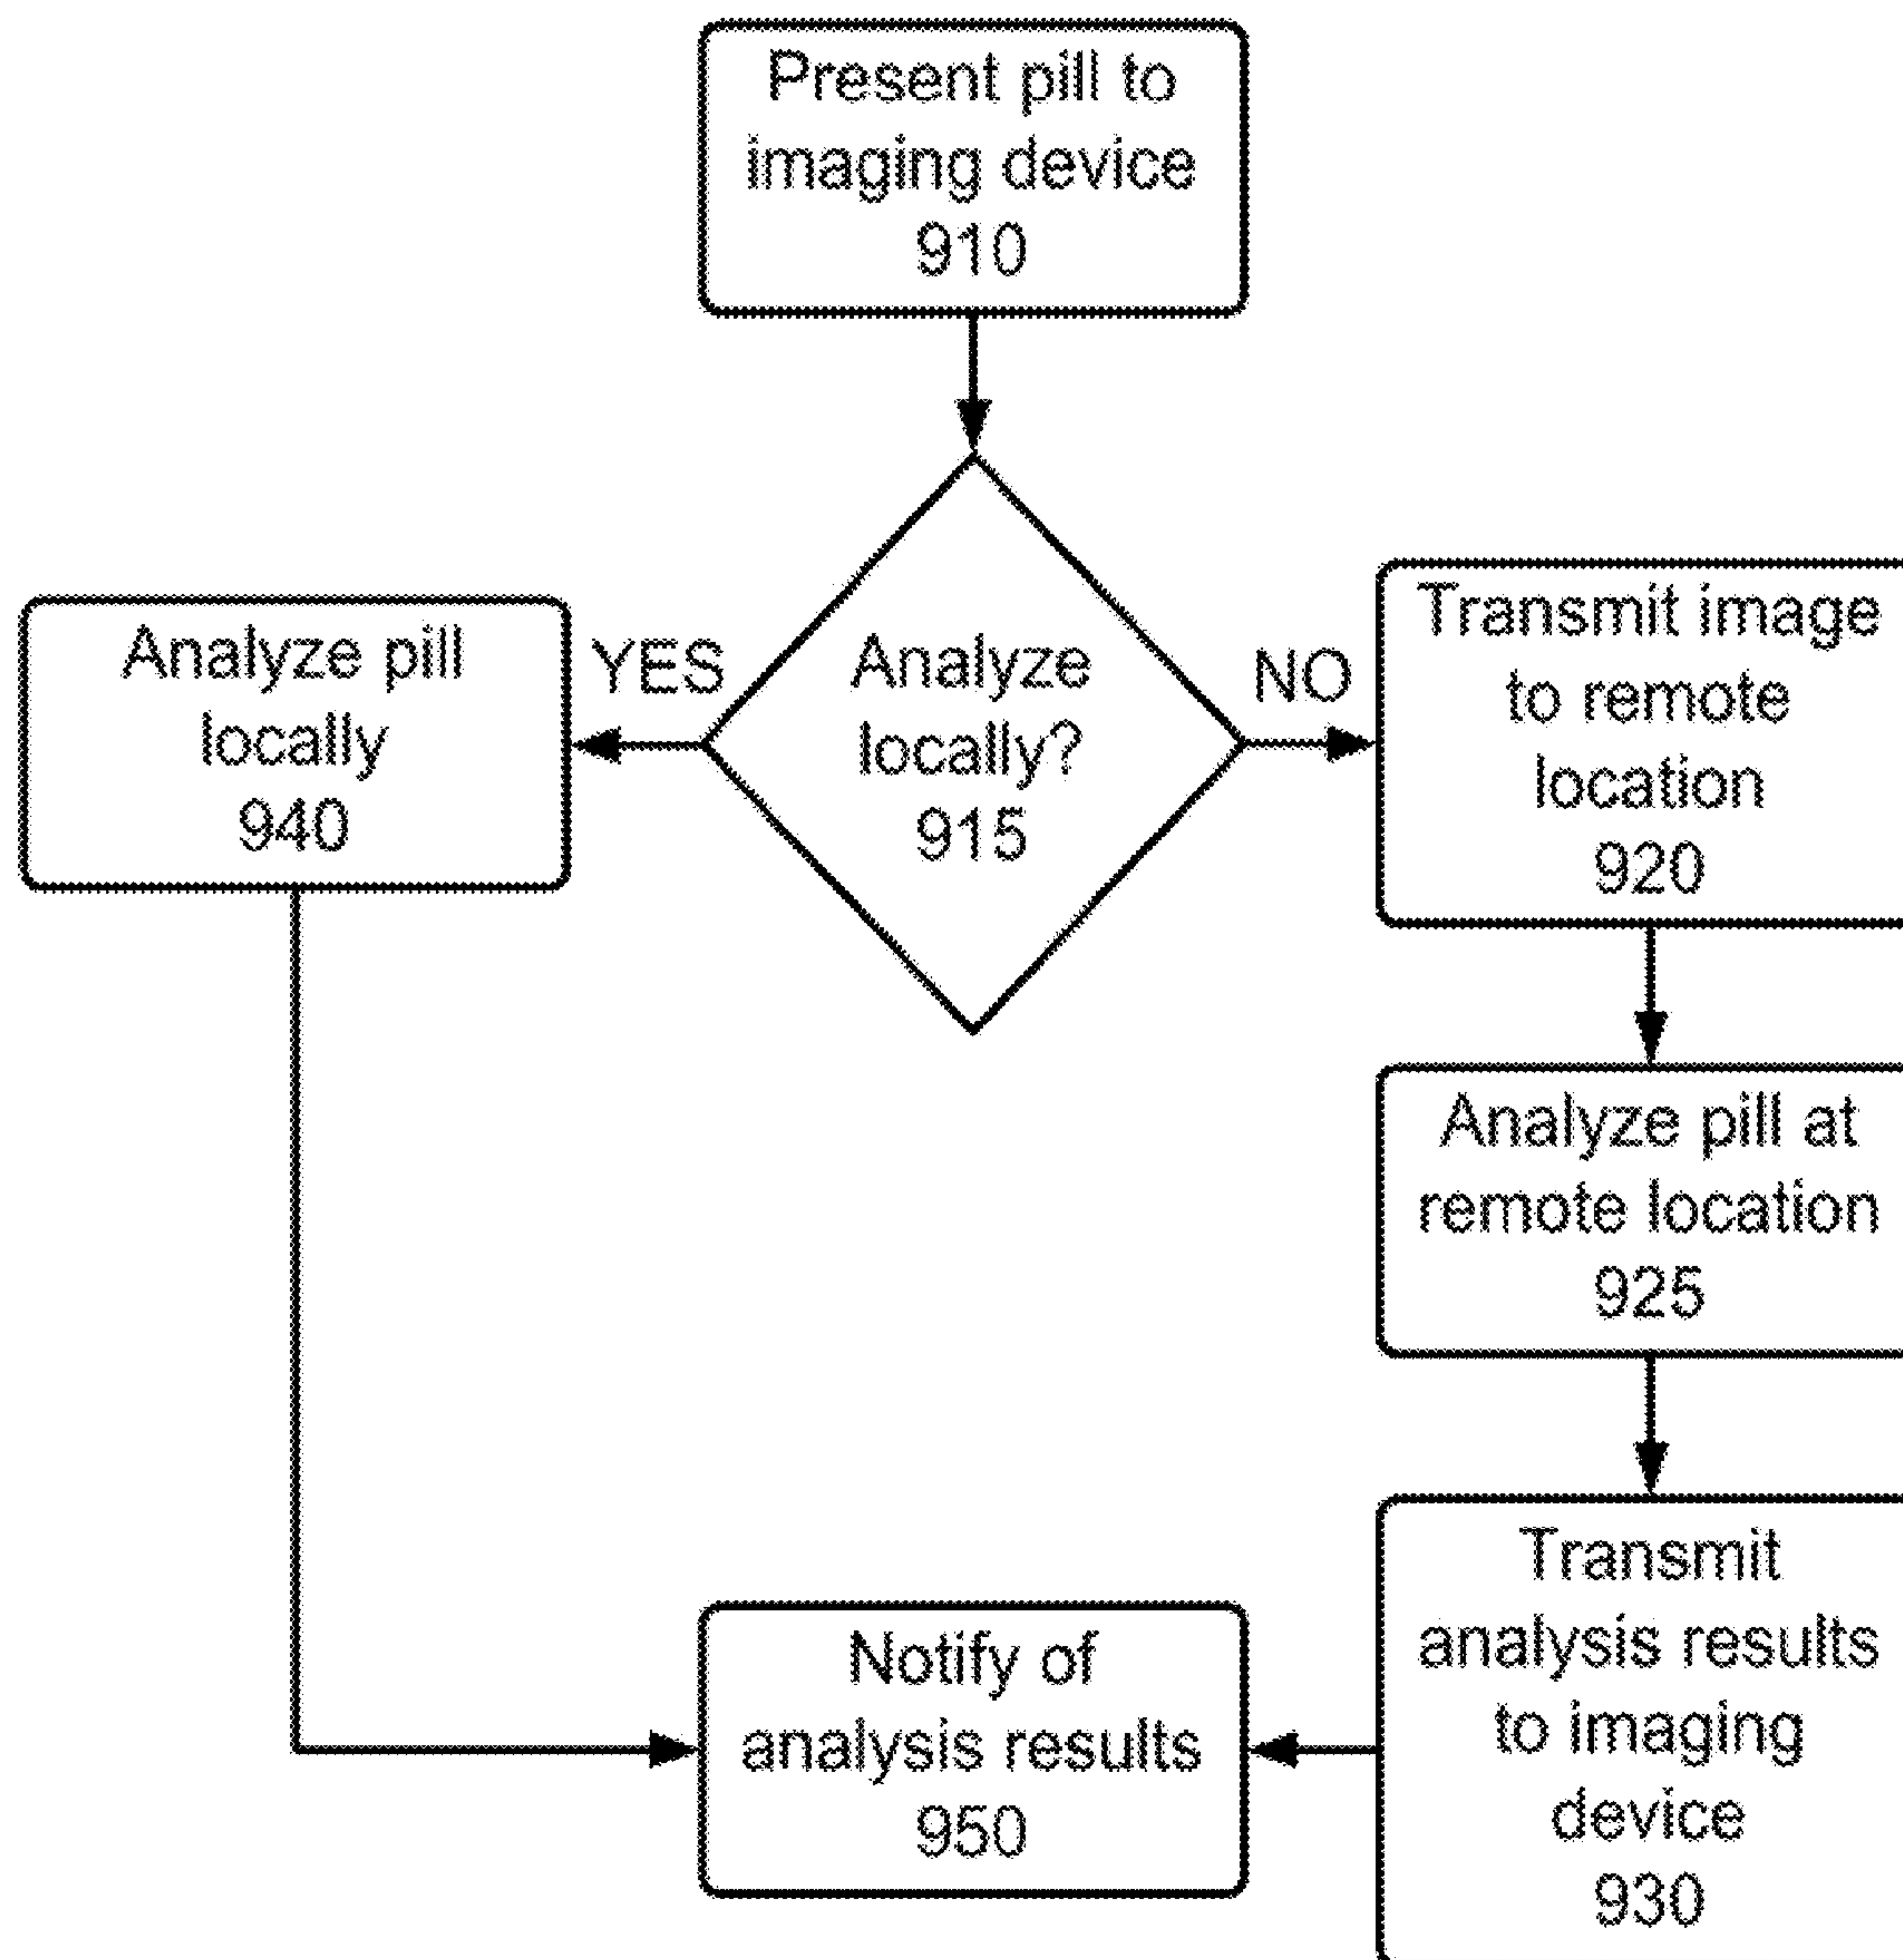 Present pill to
imaging device
910
Analyze
locally?
915
YES
NO
Analyze pill
locally
940
Transmit image
to remote
location
920
Analyze pill at
remote location
925
Transmit
analysis results
to imaging
device
930
Notify of
analysis results
950